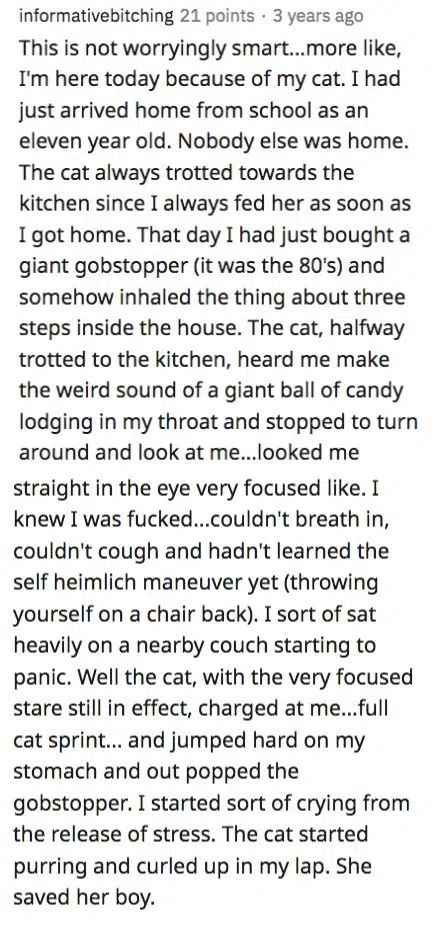 informativebitching 21 points · 3 years ago
This is not worryingly smart...more like,
I'm here today because of my cat. I had
just arrived home from school as an
eleven year old. Nobody else was home.
The cat always trotted towards the
kitchen since I always fed her as soon as
I got home. That day I had just bought a
giant gobstopper (it was the 80's) and
somehow inhaled the thing about three
steps inside the house. The cat, halfway
trotted to the kitchen, heard me make
the weird sound of a giant ball of candy
lodging in my throat and stopped to turn
around and look at me...looked me
straight in the eye very focused like. I
knew I was fucked...couldn't breath in,
couldn't cough and hadn't learned the
self heimlich maneuver yet (throwing
yourself on a chair back). I sort of sat
heavily on a nearby couch starting to
panic. Well the cat, with the very focused
stare still in effect, charged at me...full
cat sprint... and jumped hard on my
stomach and out popped the
gobstopper. I started sort of crying from
the release of stress. The cat started
purring and curled up in my lap. She
saved her boy.